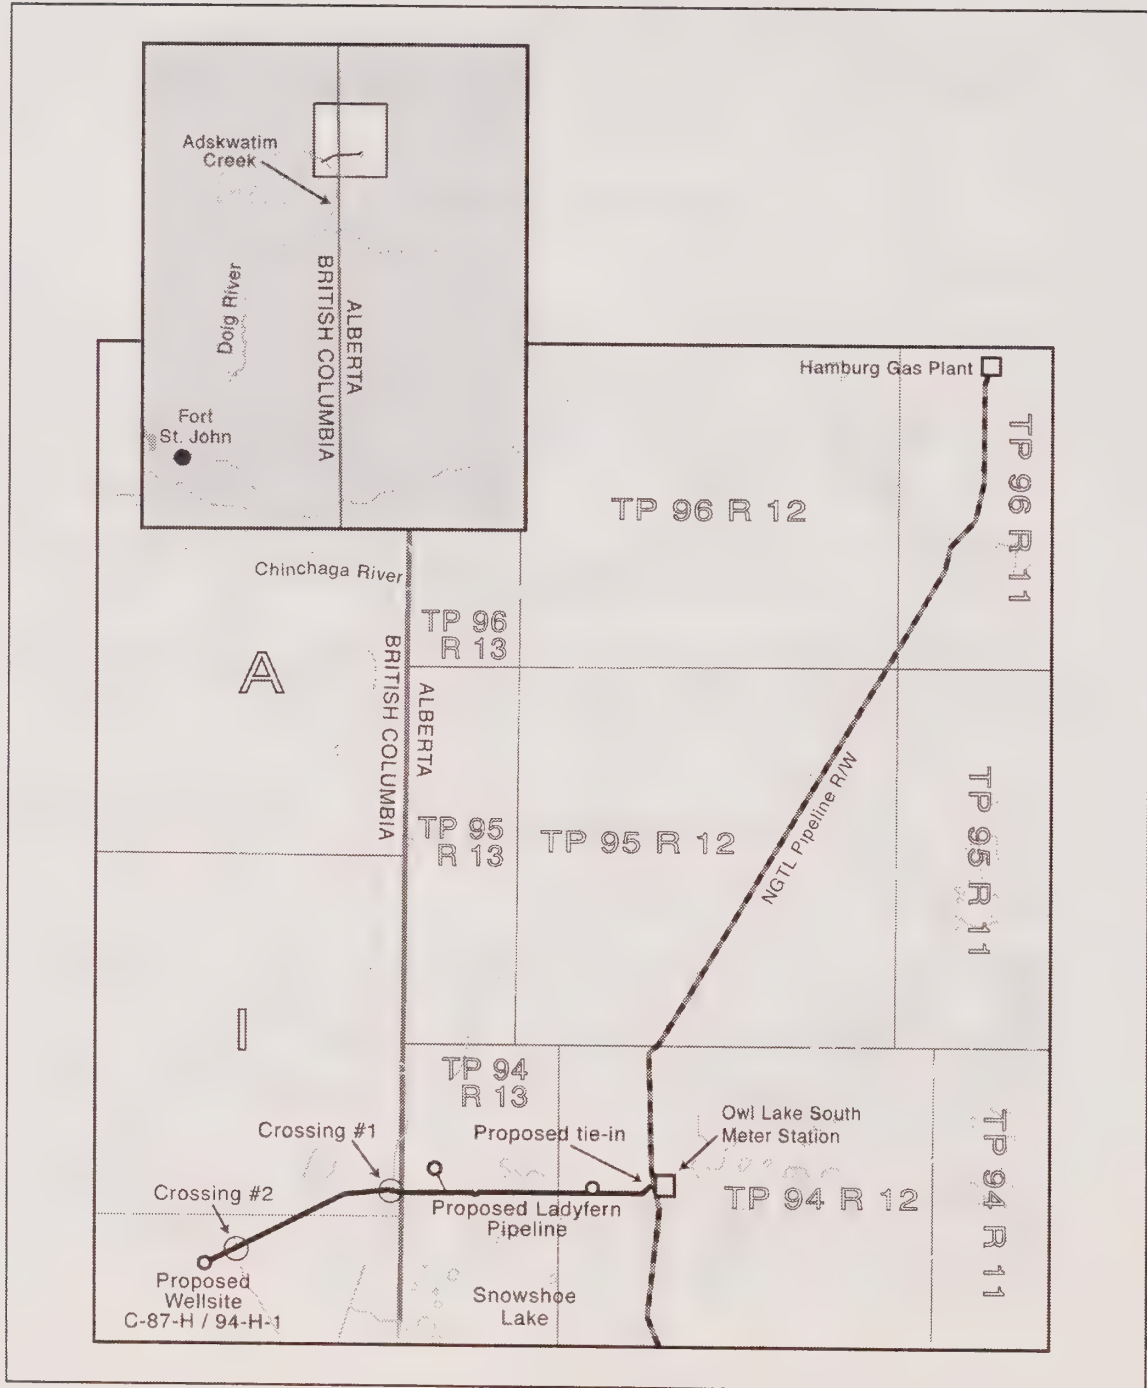 Adskwatim
Creek
Doig River
BRITISH COLUMBIA
ALBERTA
Fort
St. John
Hamburg Gas Plant
TP 96 R 12
TP 96 R 11
Chinchaga River
TP 96
R 13
A
BRITISH COLUMBIA
ALBERTA
TP 95
R 13
TP 95 R 12
NGTL Pipeline R/W
TP 95 R 11
I
TP 94
R 13
Crossing #1
Proposed tie-in
Owl Lake South
Meter Station
Crossing #2
Proposed Ladyfern
Pipeline
TP 94 R 12
TP 94 R 11
Proposed
Wellsite
C-87-H / 94-H-1
Snowshoe
Lake